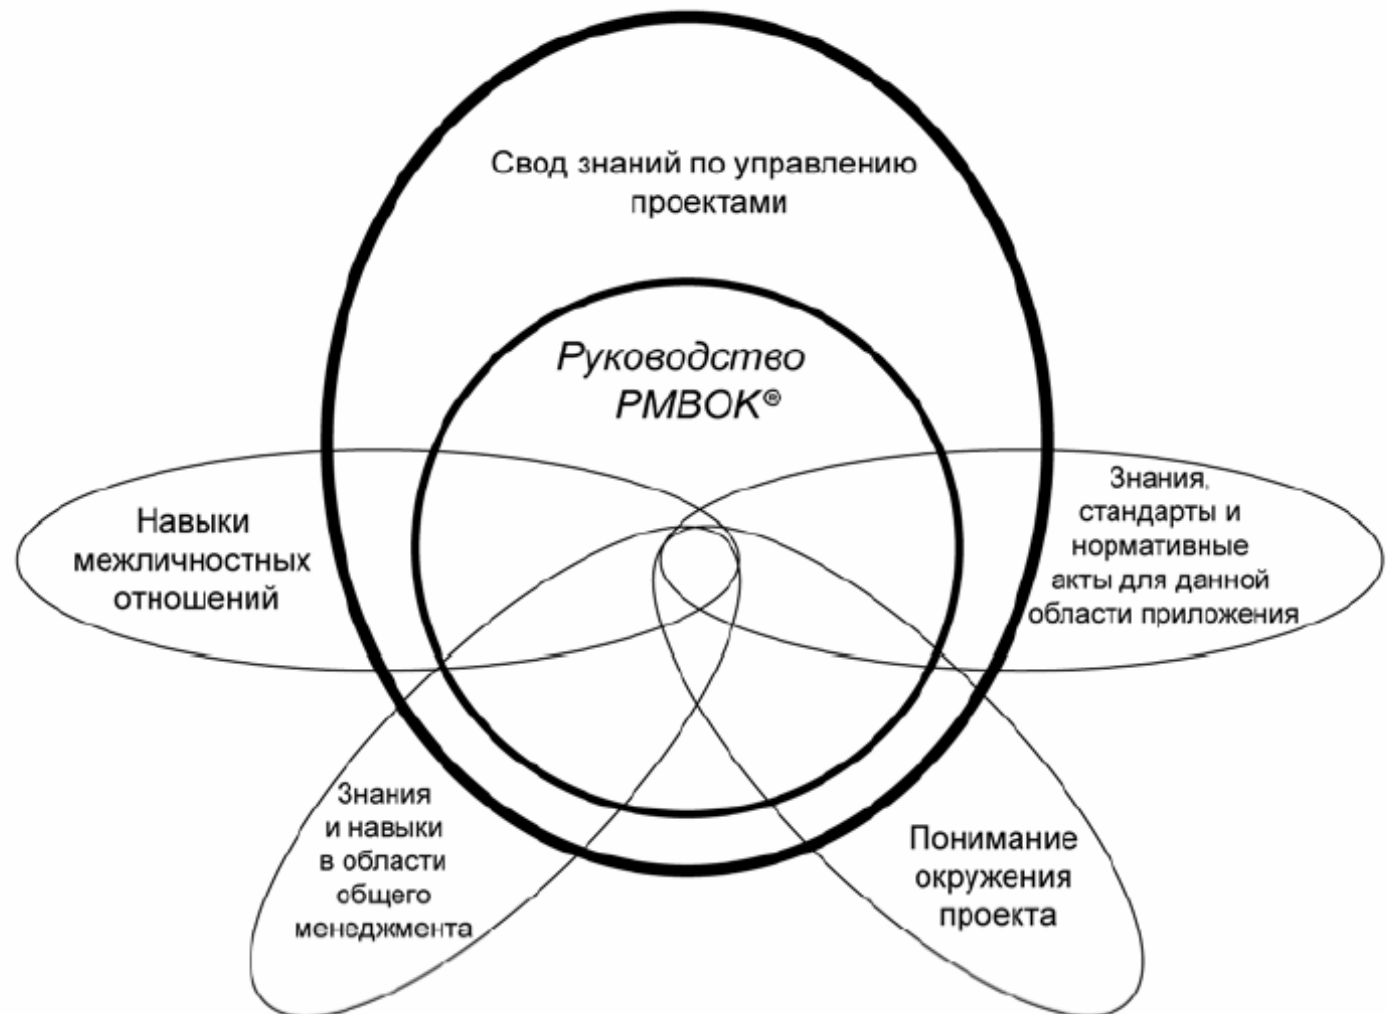 Свод знаний по управлению
проектами
Руководство
PMBOK®
Навыки
межличностных
отношений
Знания,
стандарты и
нормативные
акты для данной
области приложения
Знания
и навыки
в области
общего
менеджмента
Понимание
окружения
проекта